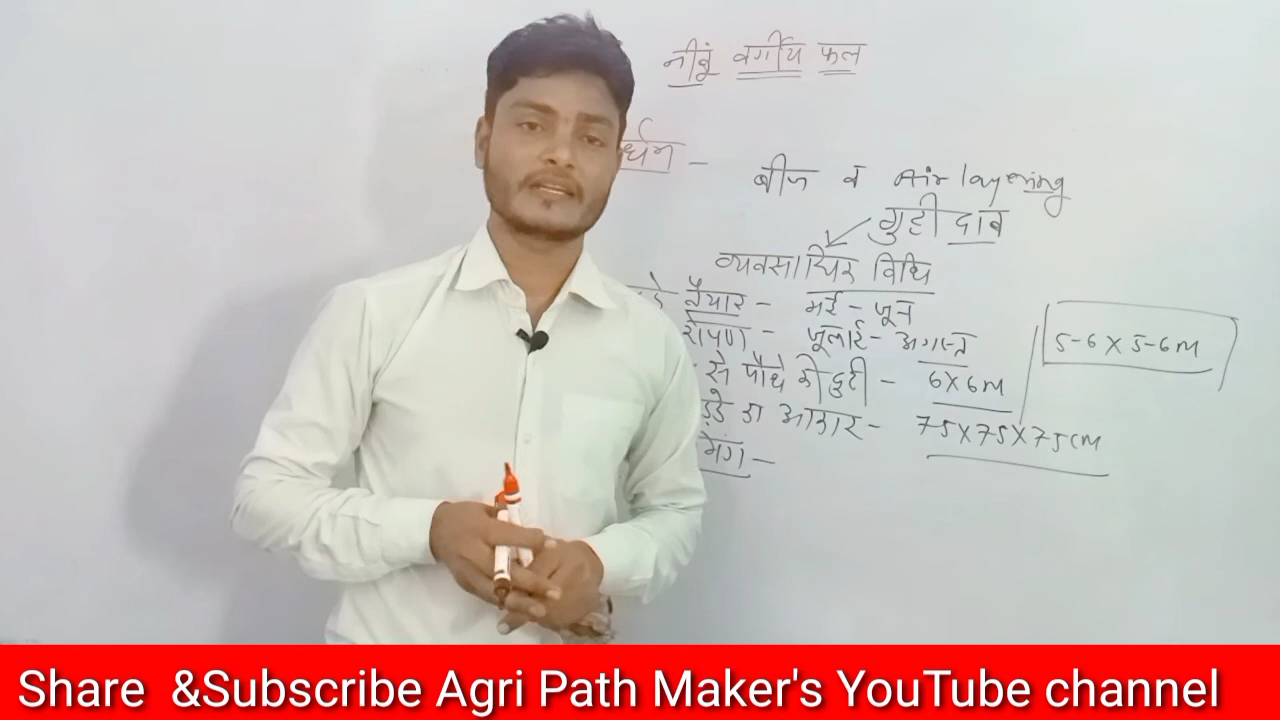 नीबूं वर्गीय फल
र्धन -
बीज व Air layering
गुट्टी दाब
व्यवसायिक विधि
तैयार - मई - जून
रोपण - जूलाई - अगस्त
से पौधे की दुरी - 6x6m
5-6 x 5-6m
ड्डे का आकार - 75x75x75cm
Share &Subscribe Agri Path Maker's YouTube channel